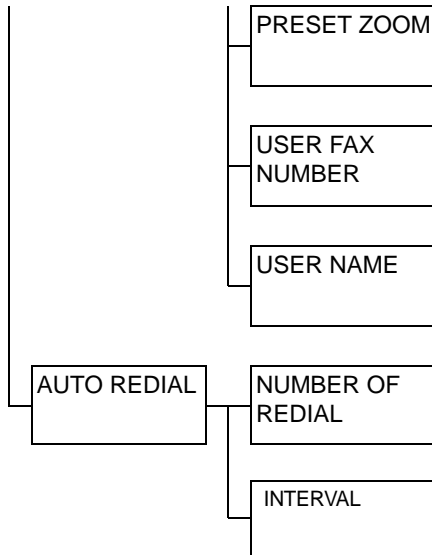 PRESET ZOOM
USER FAX
NUMBER
USER NAME
AUTO REDIAL
NUMBER OF
REDIAL
INTERVAL